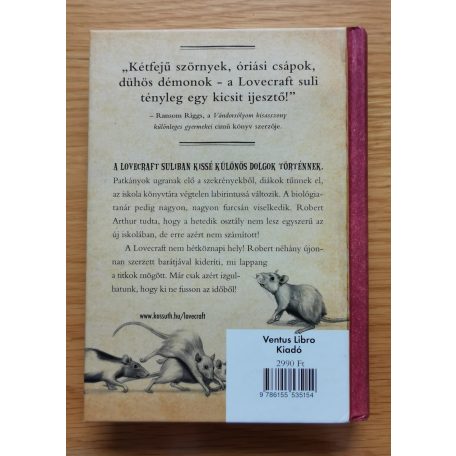 „Kétfejű szörnyek, óriási csápok,
dühös démonok – a Lovecraft suli
tényleg egy kicsit ijesztő!”
– Ransom Riggs, a Vándorsólyom kisasszony
különleges gyermekei című könyv szerzője.
A LOVECRAFT SULIBAN KISSÉ KÜLÖNÖS DOLGOK TÖRTÉNNEK.
Patkányok ugranak elő a szekrényekből, diákok tűnnek el,
az iskola könyvtára végtelen labirintussá változik. A biológia-
tanár pedig nagyon, nagyon furcsán viselkedik. Robert
Arthur tudta, hogy a hetedik osztály nem lesz egyszerű az
új iskolában, de erre azért nem számított!
A Lovecraft nem hétköznapi hely! Robert néhány újon-
nan szerzett barátjával kideríti, mi lappang
a titkok mögött. Már csak azért izgul-
hatunk, hogy ki ne fusson az időből!
www.kossuth.hu/lovecraft
Ventus Libro
Kiadó
2990 Ft
9 786155 535154